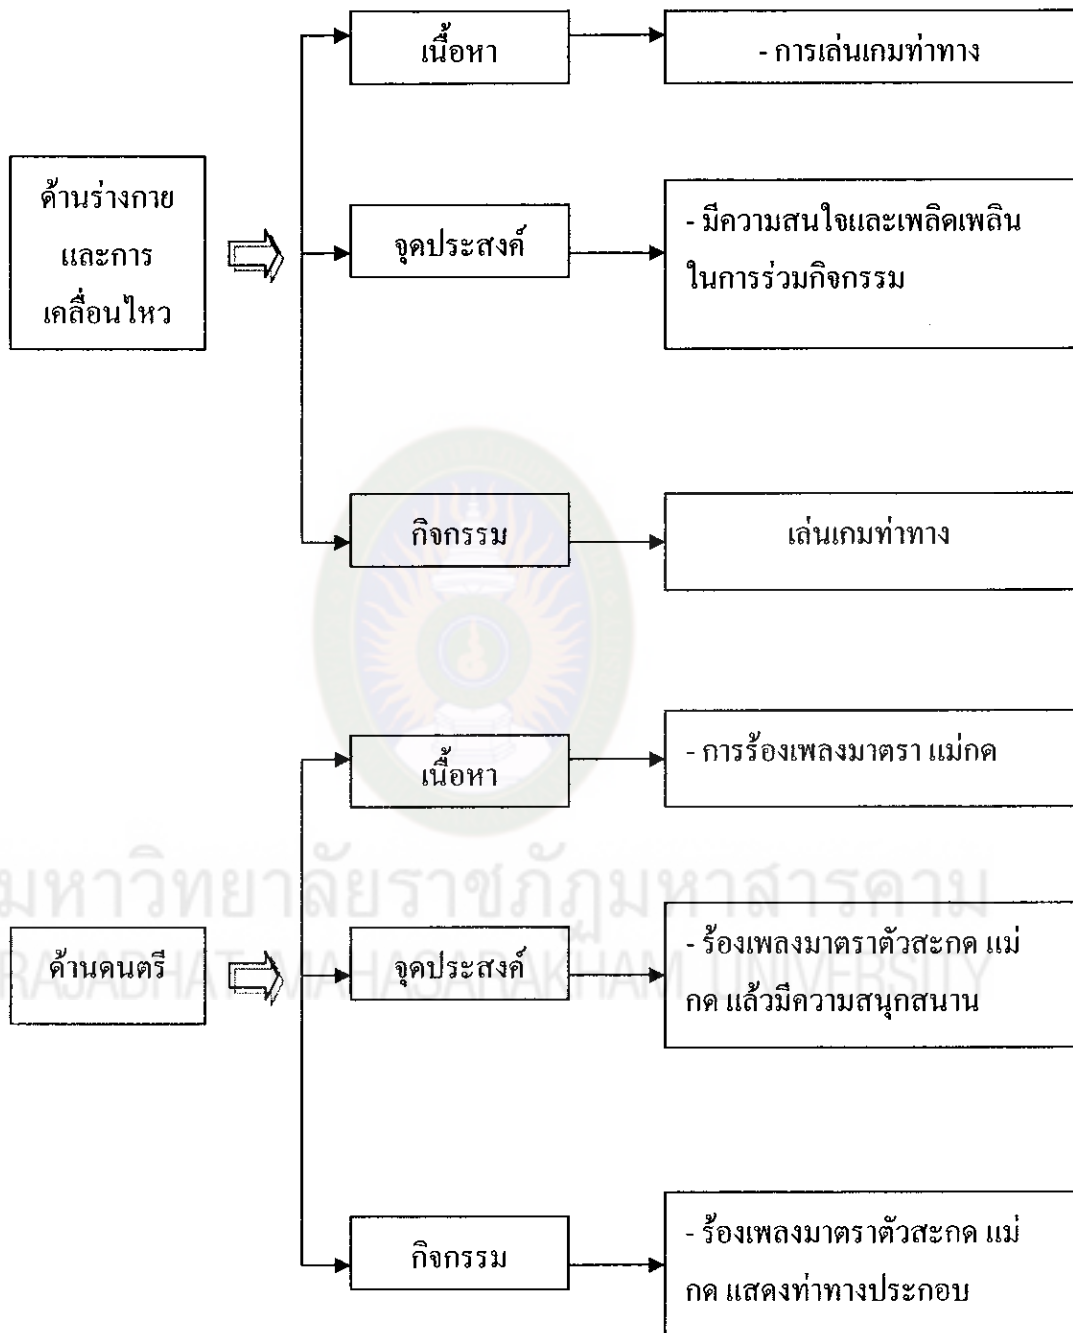 เนื้อหา
- การเล่นเกมท่าทาง
ด้านร่างกาย
และการ
เคลื่อนไหว
จุดประสงค์
- มีความสนใจและเพลิดเพลิน
ในการร่วมกิจกรรม
กิจกรรม
เล่นเกมท่าทาง
เนื้อหา
- การร้องเพลงมาตรา แม่กด
มหาวิทยาลัยราชภัฏมหาสารคาม
RAJABHAT MAHASARAKHAM UNIVERSITY
ด้านดนตรี
จุดประสงค์
- ร้องเพลงมาตราตัวสะกด แม่
กด แล้วมีความสนุกสนาน
กิจกรรม
- ร้องเพลงมาตราตัวสะกด แม่
กด แสดงท่าทางประกอบ